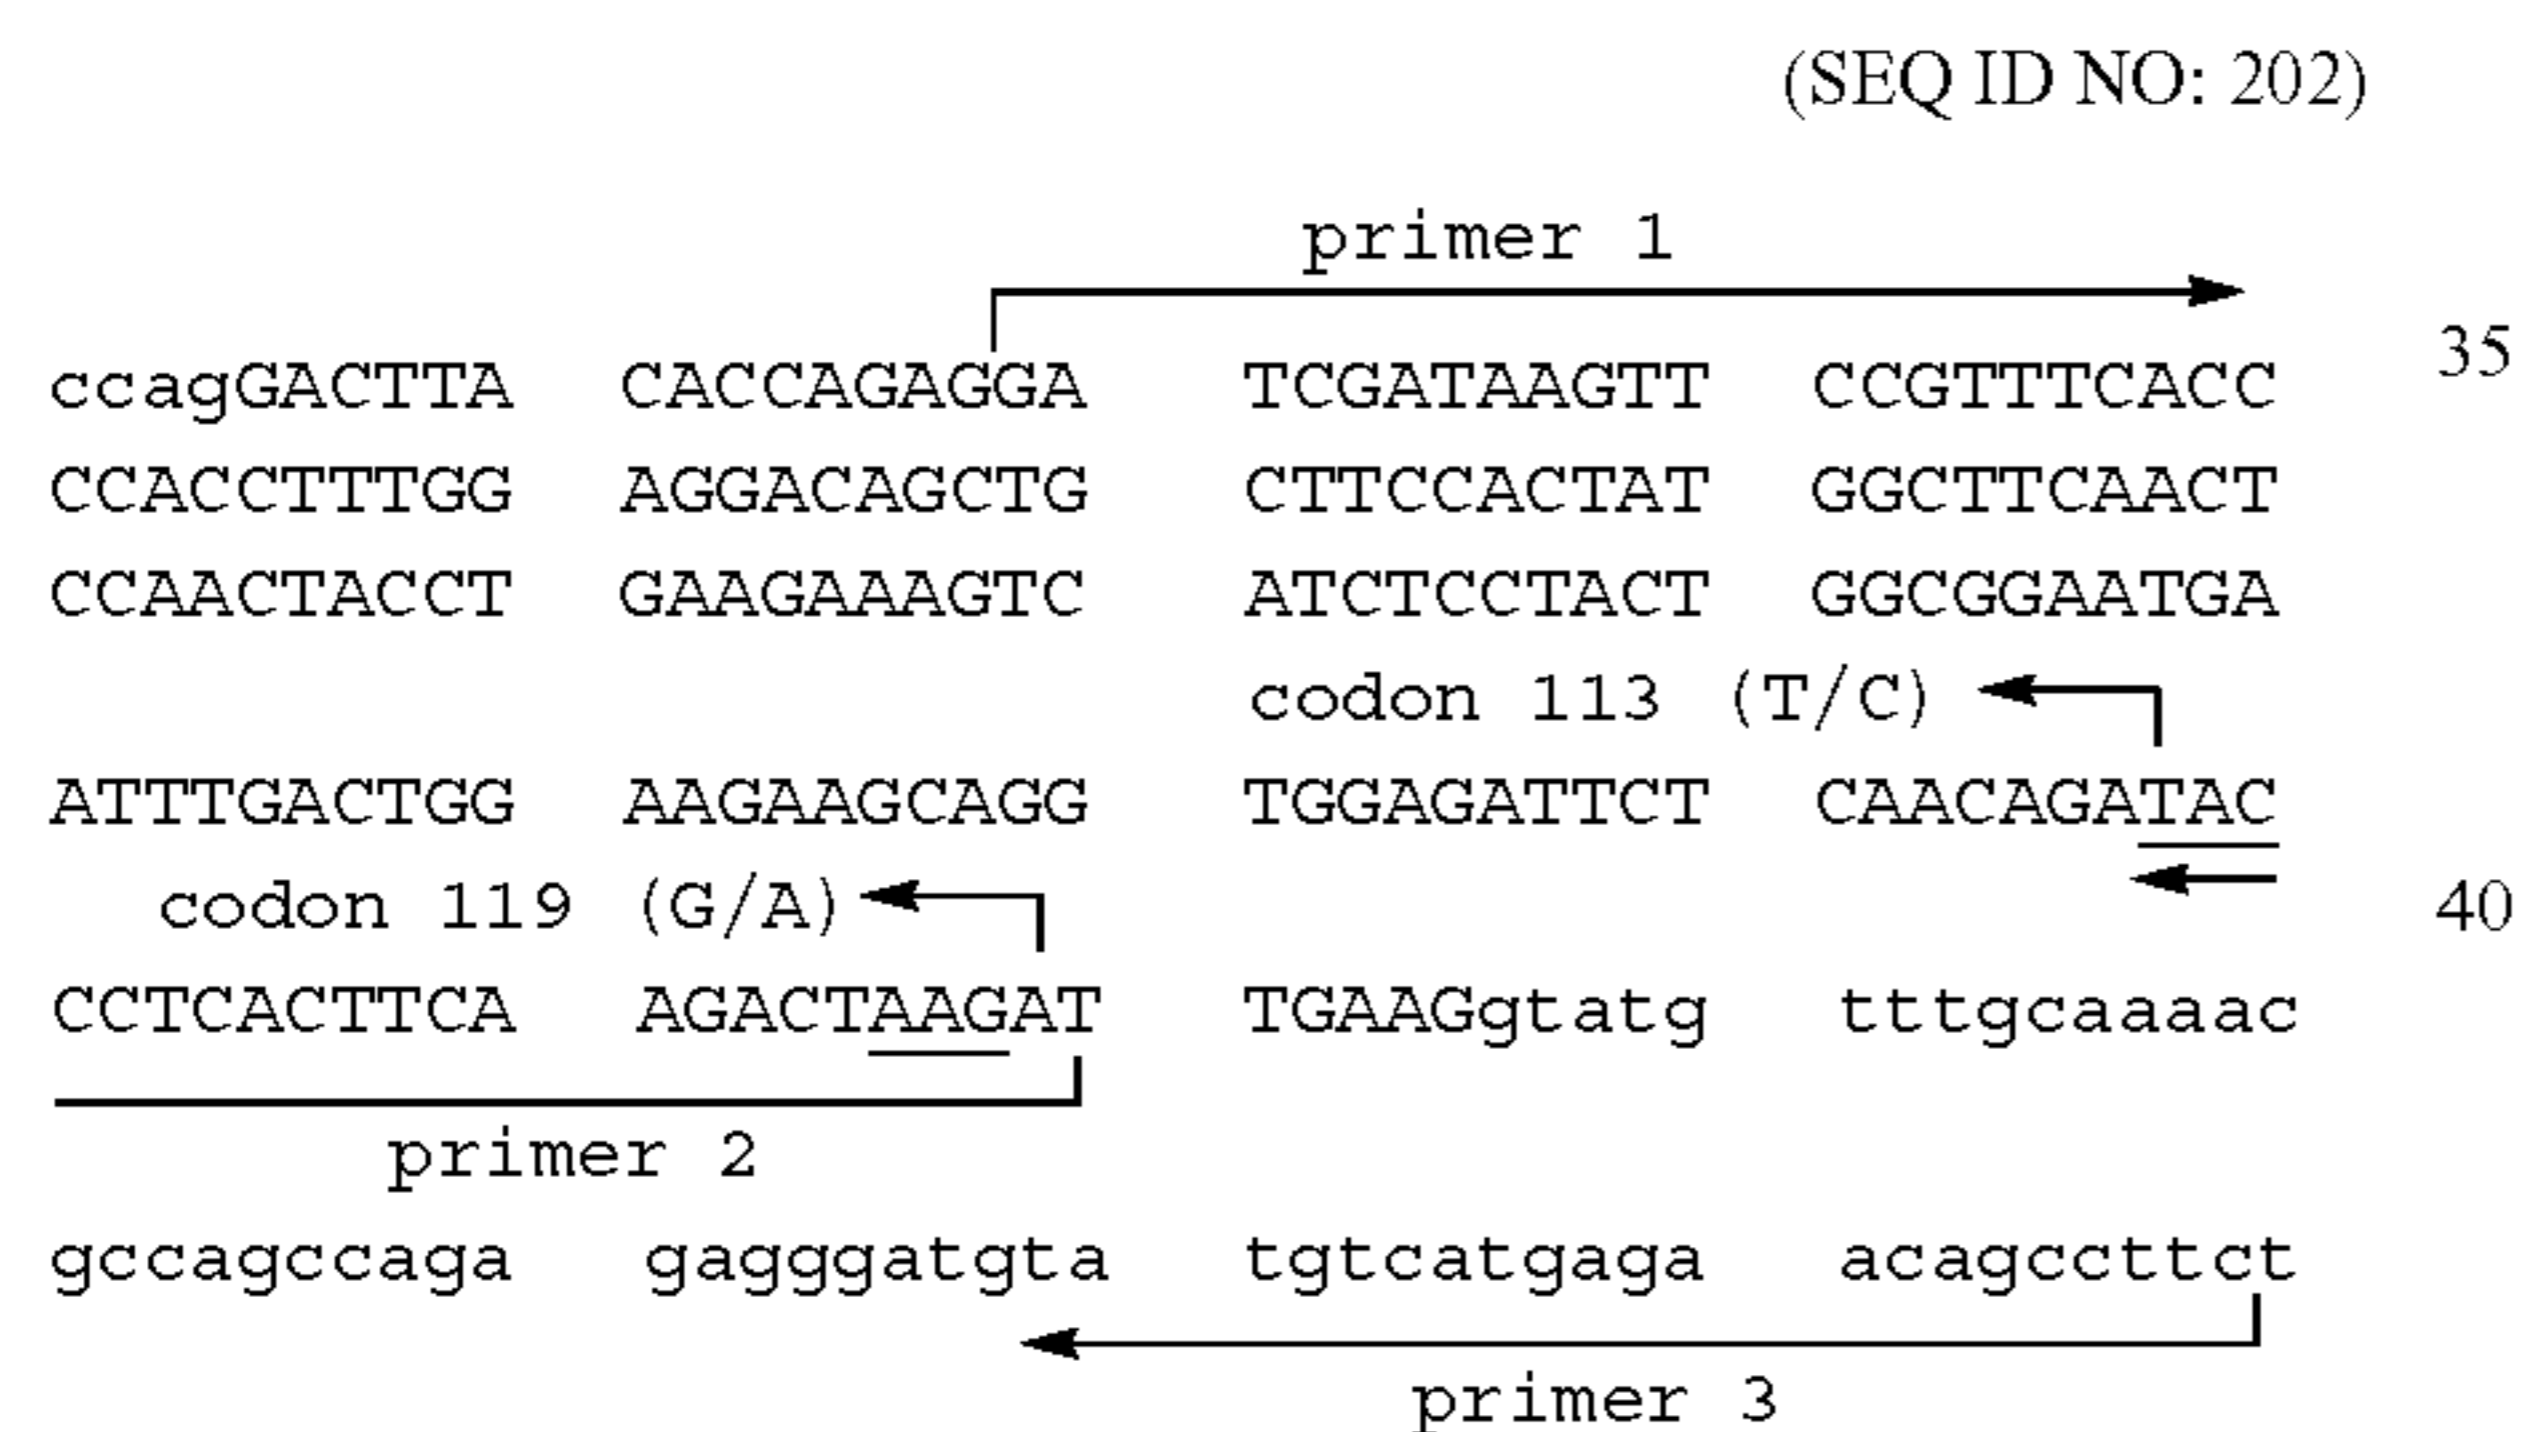 (SEQ ID NO: 202)
primer 1
35
ccagGACTTA CACCAGAGGA TCGATAAGTT CCGTTTCACC
CCACCTTTGG AGGACAGCTG CTTCCACTAT GGCTTCAACT
CCAACTACCT GAAGAAAGTC ATCTCCTACT GGCGGAATGA
codon 113 (T/C)
ATTTGACTGG AAGAAGCAGG TGGAGATTCT CAACAGATAC
codon 119 (G/A) 40
CCTCACTTCA AGACTAAGAT TGAAGgtatg tttgcaaaac
primer 2
gccagccaga gagggatgta tgtcatgaga acagccttct
primer 3